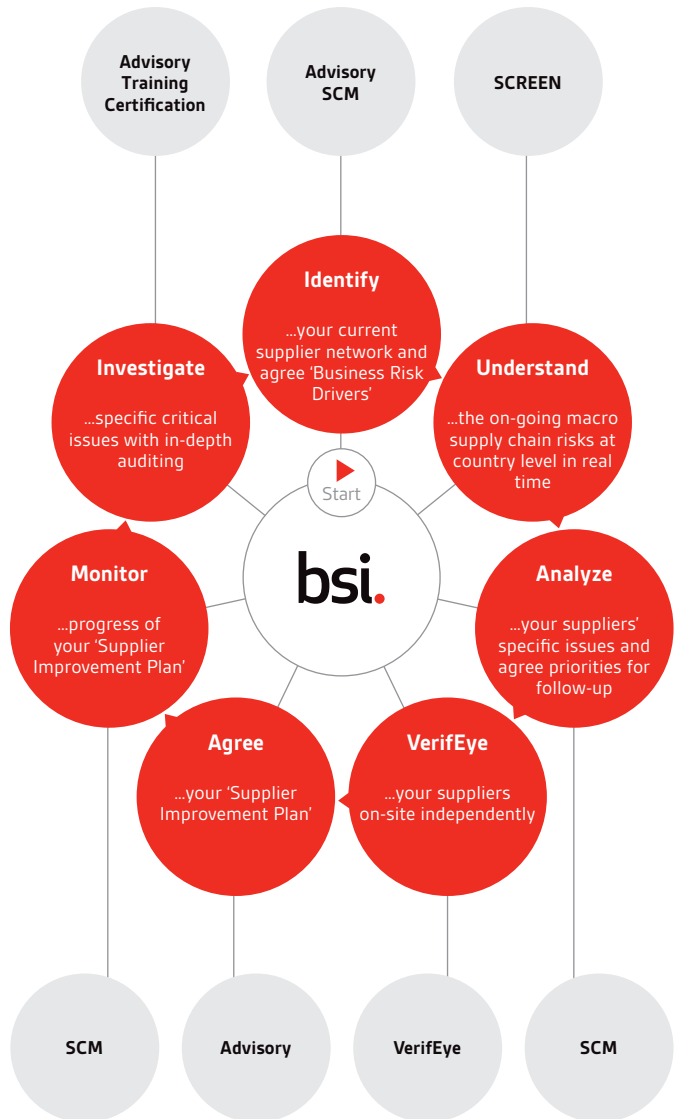 Advisory
Training
Certification
Advisory
SCM
SCREEN
Identify
...your current
supplier network and
agree ‘Business Risk
Drivers’
Investigate
...specific critical
issues with in-depth
auditing
Understand
...the on-going macro
supply chain risks at
country level in real
time
Start
bsi.
Monitor
...progress of
your ‘Supplier
Improvement Plan’
Analyze
...your suppliers’
specific issues and
agree priorities for
follow-up
Agree
...your ‘Supplier
Improvement Plan’
VerifEye
...your suppliers
on-site independently
SCM
Advisory
VerifEye
SCM